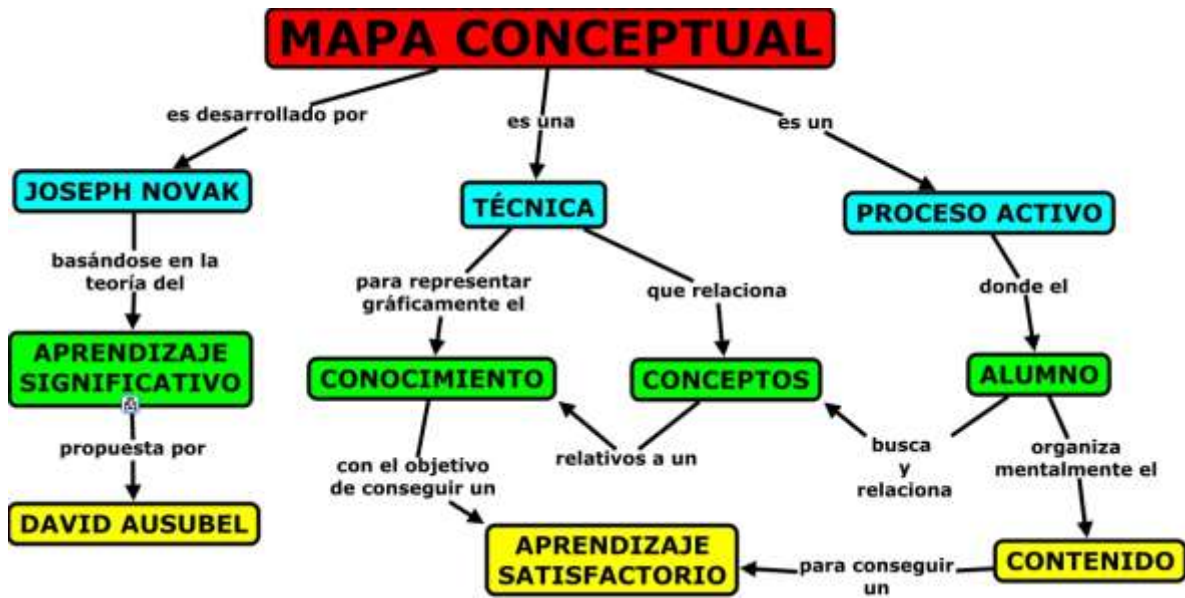 MAPA CONCEPTUAL
es desarrollado por
es una
es un
JOSEPH NOVAK
TÉCNICA
PROCESO ACTIVO
basándose en la
teoría del
para representar
gráficamente el
que relaciona
donde el
APRENDIZAJE
SIGNIFICATIVO
CONOCIMIENTO
CONCEPTOS
ALUMNO
propuesta por
con el objetivo
de conseguir un
relativos a un
busca
y
relaciona
organiza
mentalmente el
DAVID AUSUBEL
APRENDIZAJE
SATISFACTORIO
para conseguir
un
CONTENIDO